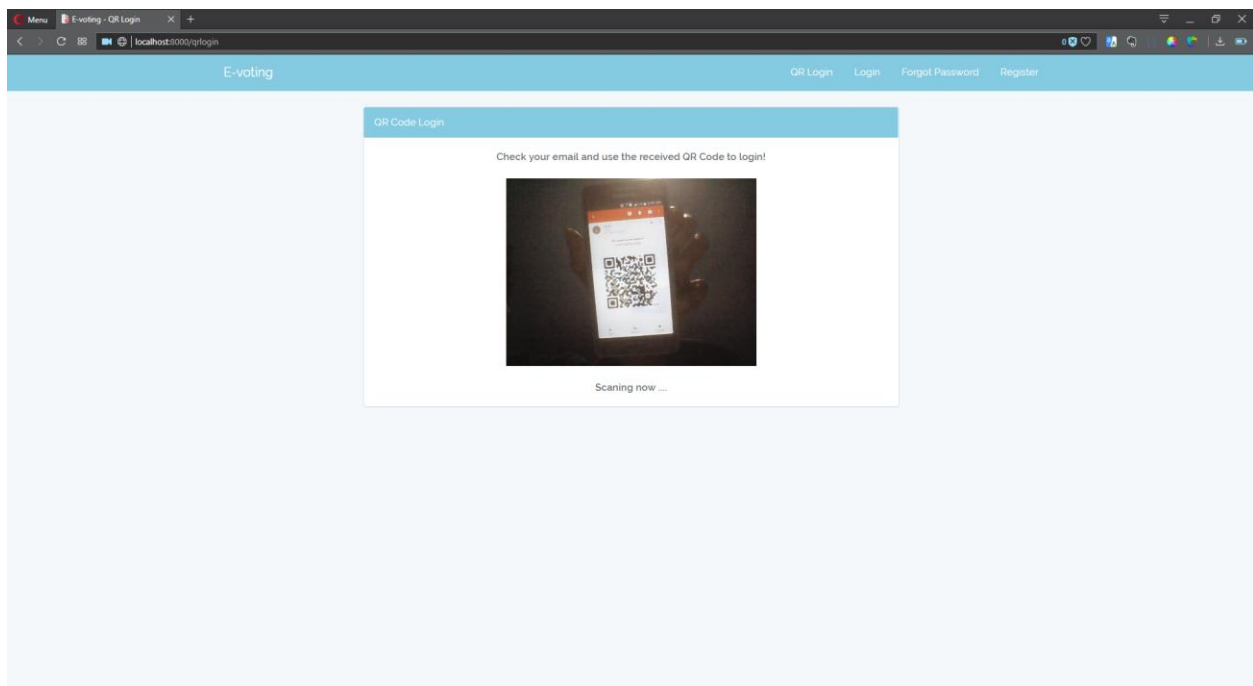 Menu
E-voting - QR Login
localhost:8000/qrlogin
0
E-voting
QR Login Login Forgot Password Register
QR Code Login
Check your email and use the received QR Code to login!
Scaning now ....